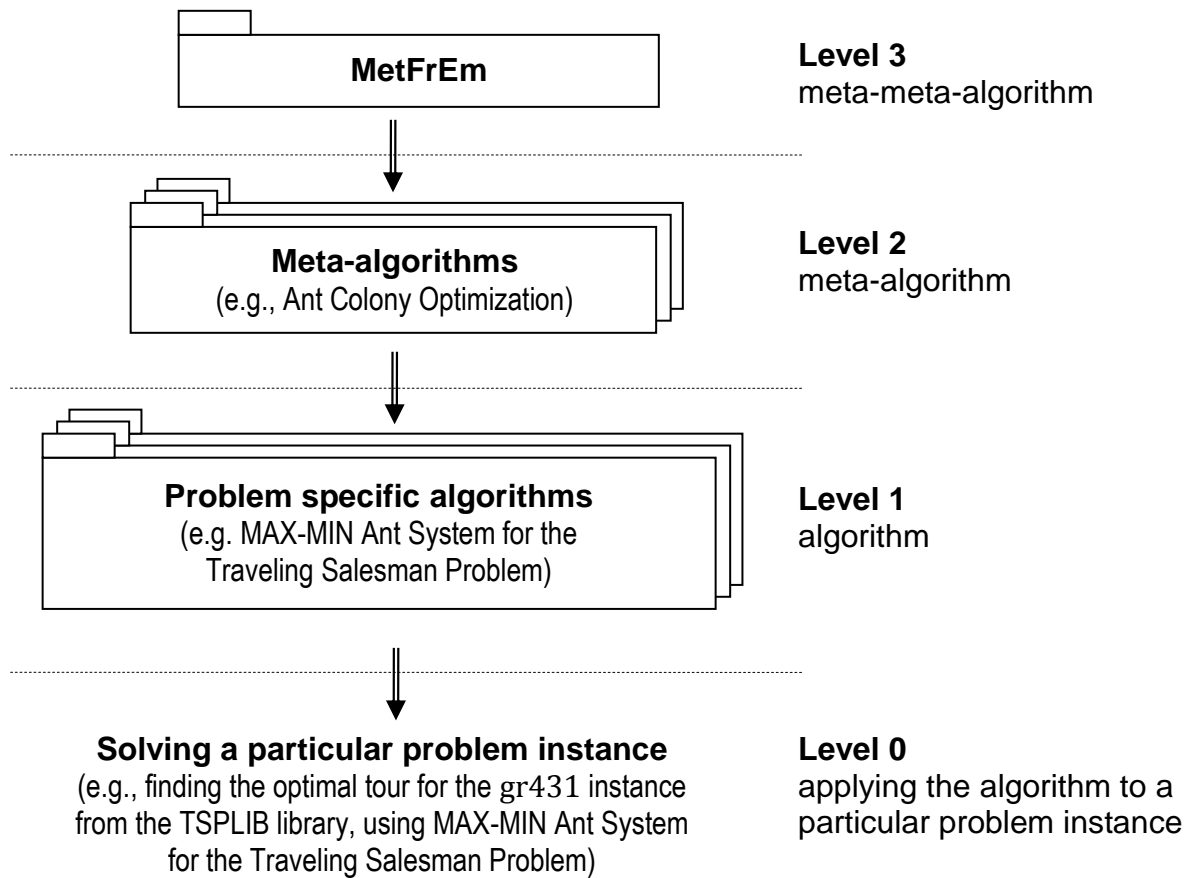 MetFrEm
Level 3
meta-meta-algorithm
Meta-algorithms
(e.g., Ant Colony Optimization)
Level 2
meta-algorithm
Problem specific algorithms
(e.g. MAX-MIN Ant System for the
Traveling Salesman Problem)
Level 1
algorithm
Solving a particular problem instance
(e.g., finding the optimal tour for the gr431 instance
from the TSPLIB library, using MAX-MIN Ant System
for the Traveling Salesman Problem)
Level 0
applying the algorithm to a
particular problem instance